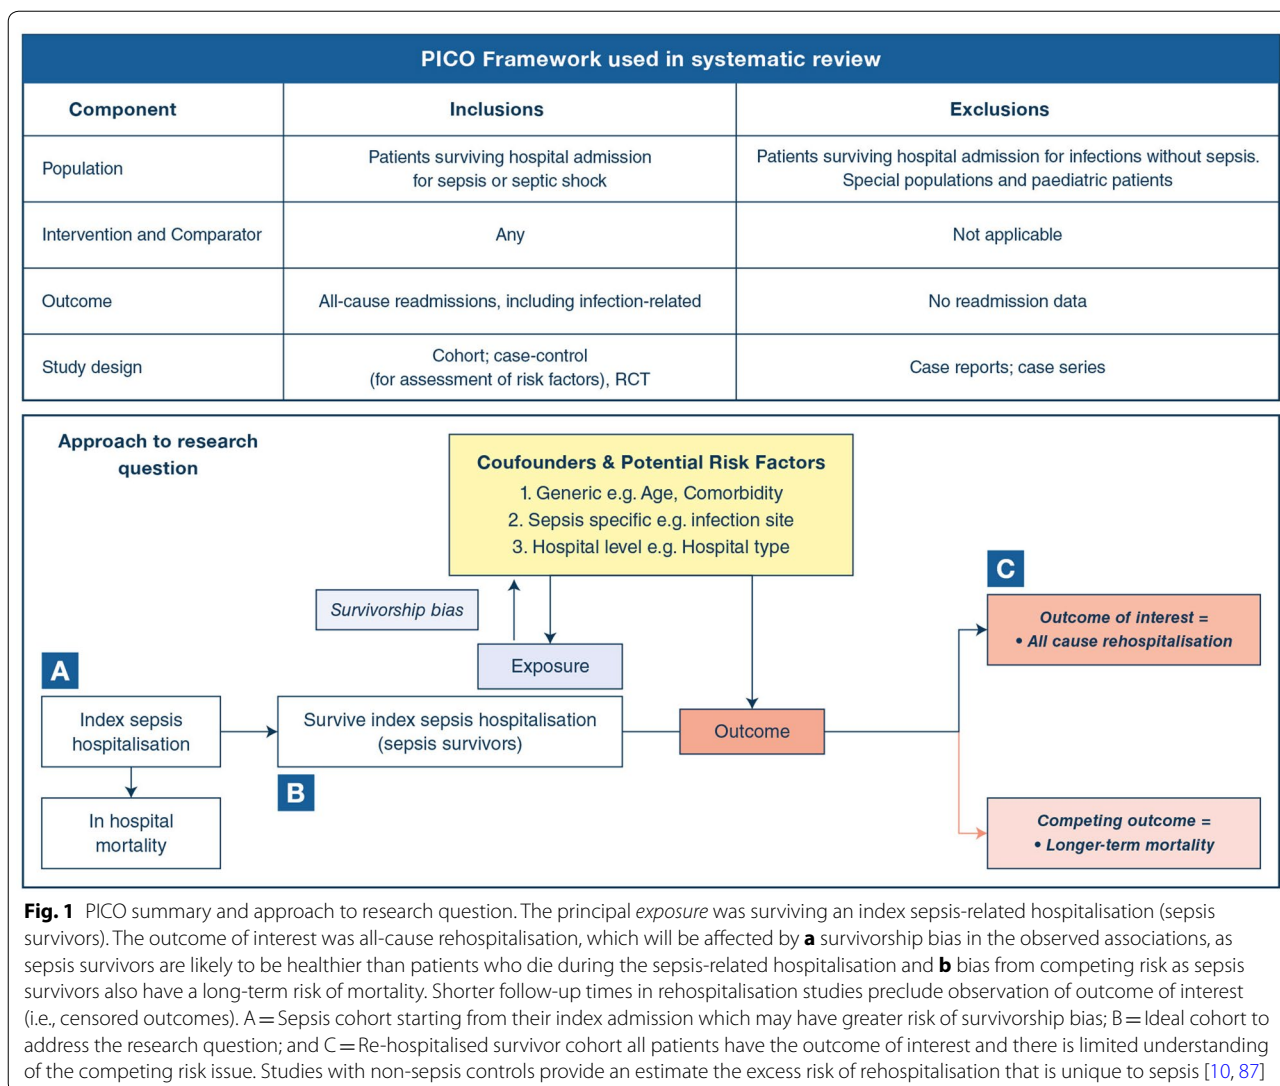 PICO Framework used in systematic review
Component
Inclusions
Exclusions
Population
Patients surviving hospital admission
for sepsis or septic shock
Patients surviving hospital admission for infections without sepsis.
Special populations and paediatric patients
Intervention and Comparator
Any
Not applicable
Outcome
All-cause readmissions, including infection-related
No readmission data
Study design
Cohort; case-control
(for assessment of risk factors), RCT
Case reports; case series
Approach to research
question
Coufounders & Potential Risk Factors
1. Generic e.g. Age, Comorbidity
2. Sepsis specific e.g. infection site
3. Hospital level e.g. Hospital type
Survivorship bias
Exposure
A
Index sepsis
hospitalisation
In hospital
mortality
Survive index sepsis hospitalisation
(sepsis survivors)
B
Outcome
C
Outcome of interest =
• All cause rehospitalisation
Competing outcome =
• Longer-term mortality
Fig. 1 PICO summary and approach to research question. The principal exposure was surviving an index sepsis-related hospitalisation (sepsis
survivors). The outcome of interest was all-cause rehospitalisation, which will be affected by a survivorship bias in the observed associations, as
sepsis survivors are likely to be healthier than patients who die during the sepsis-related hospitalisation and b bias from competing risk as sepsis
survivors also have a long-term risk of mortality. Shorter follow-up times in rehospitalisation studies preclude observation of outcome of interest
(i.e., censored outcomes). A = Sepsis cohort starting from their index admission which may have greater risk of survivorship bias; B = Ideal cohort to
address the research question; and C = Re-hospitalised survivor cohort all patients have the outcome of interest and there is limited understanding
of the competing risk issue. Studies with non-sepsis controls provide an estimate the excess risk of rehospitalisation that is unique to sepsis [10, 87]